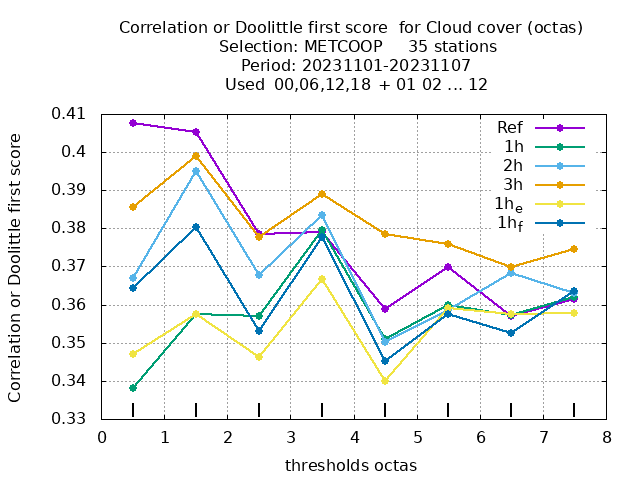 Correlation or Doolittle first score  for Cloud cover (octas)
Selection: METCOOP     35 stations
Period: 20231101-20231107
Used  00,06,12,18 + 01 02 ... 12
Correlation or Doolittle first score
0.41
0.4
0.39
0.38
0.37
0.36
0.35
0.34
0.33
Ref
1h
2h
3h
1he
1hf
0 1 2 3 4 5 6 7 8
thresholds octas